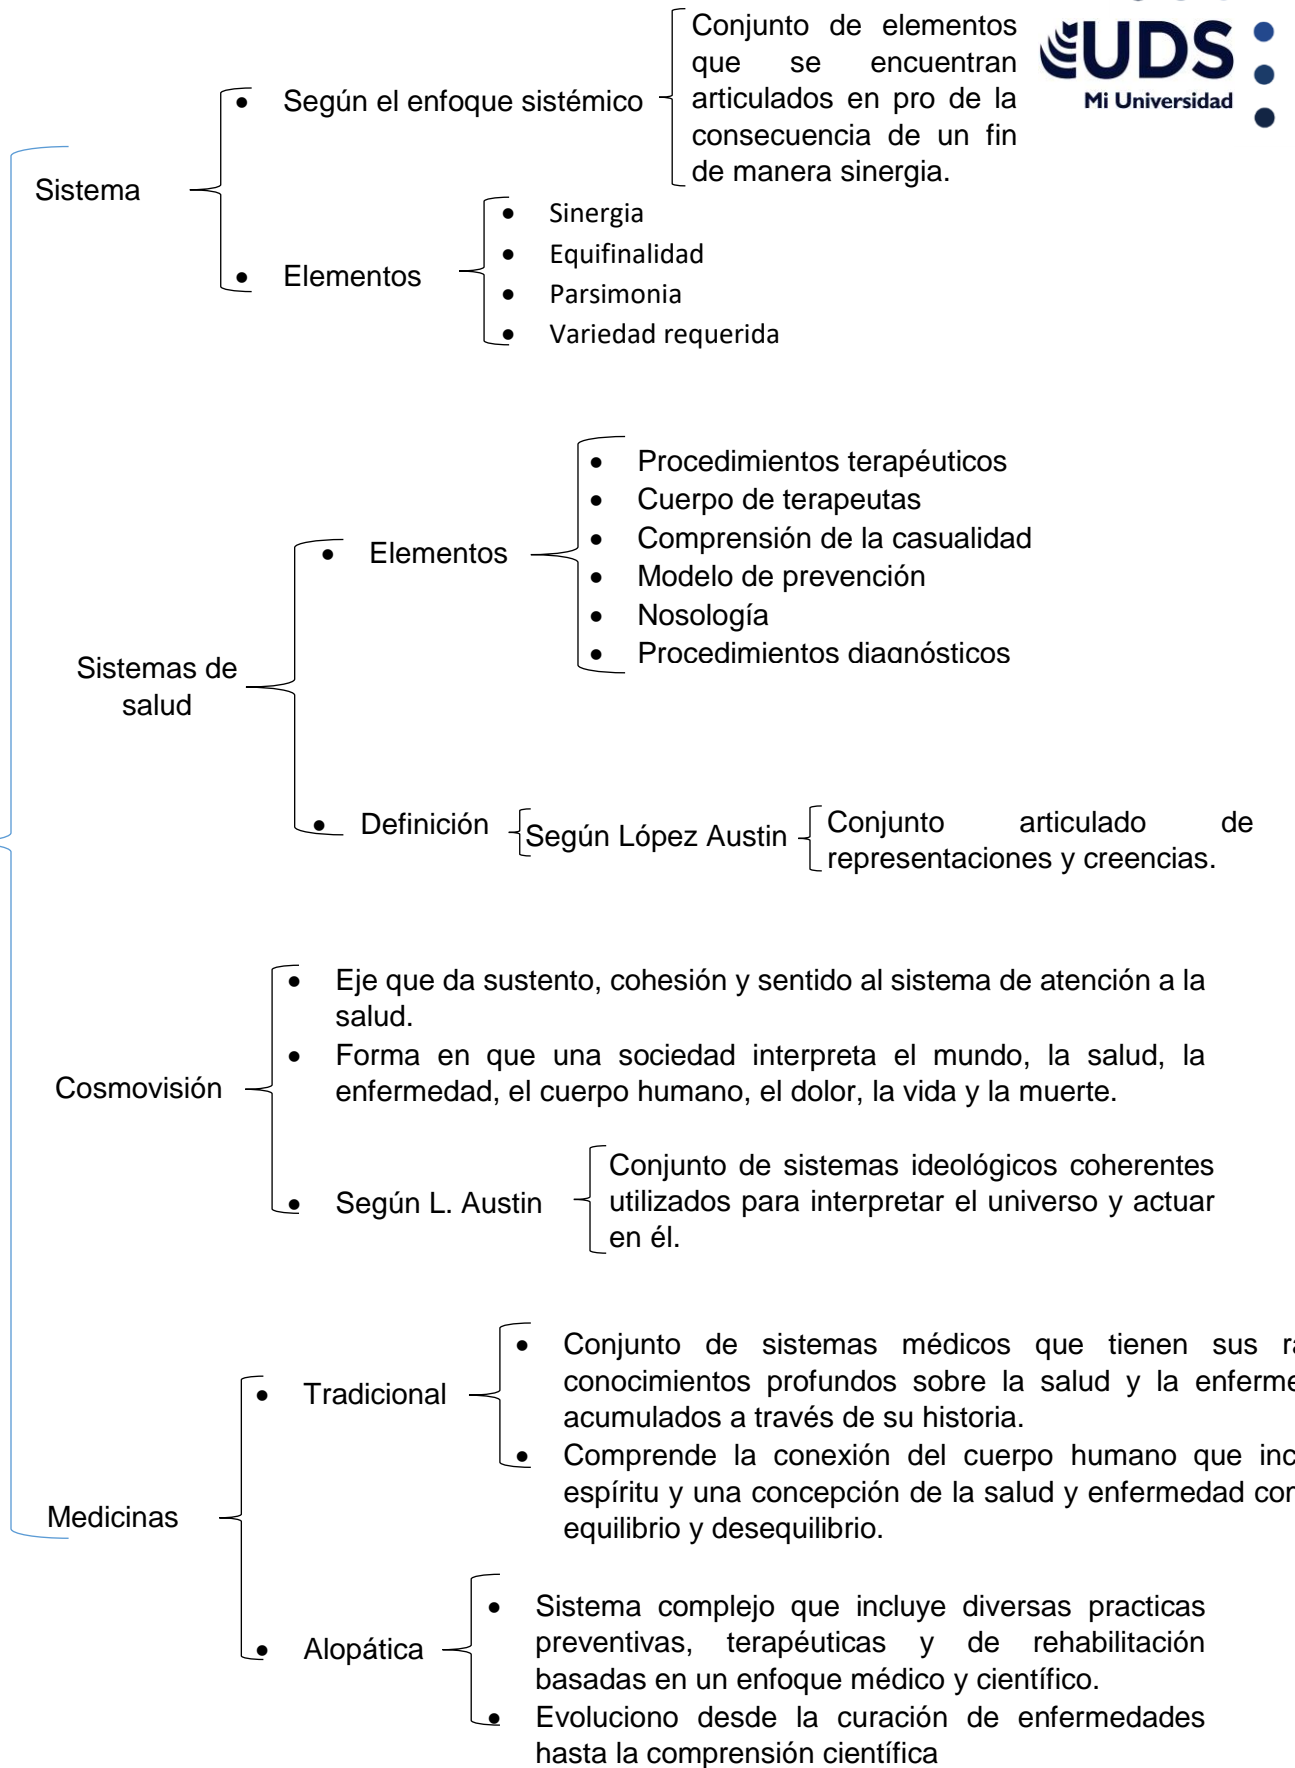 Conjunto de elementos
que se encuentran
articulados en pro de la
consecuencia de un fin
de manera sinergia.
UDS
Mi Universidad
• Según el enfoque sistémico
Sistema
• Elementos
• Sinergia
• Equifinalidad
• Parsimonia
• Variedad requerida
• Procedimientos terapéuticos
• Cuerpo de terapeutas
• Comprensión de la casualidad
• Modelo de prevención
• Nosología
• Procedimientos diagnósticos
• Elementos
Sistemas de
salud
• Definición
Según López Austin
Conjunto articulado de
representaciones y creencias.
• Eje que da sustento, cohesión y sentido al sistema de atención a la
salud.
• Forma en que una sociedad interpreta el mundo, la salud, la
enfermedad, el cuerpo humano, el dolor, la vida y la muerte.
Cosmovisión
• Según L. Austin
Conjunto de sistemas ideológicos coherentes
utilizados para interpretar el universo y actuar
en él.
• Conjunto de sistemas médicos que tienen sus
conocimientos profundos sobre la salud y la
acumulados a través de su historia.
• Tradicional
• Comprende la conexión del cuerpo humano que
espíritu y una concepción de la salud y enfermedad
equilibrio y desequilibrio.
Medicinas
• Alopática
• Sistema complejo que incluye diversas practicas
preventivas, terapéuticas y de rehabilitación
basadas en un enfoque médico y científico.
• Evoluciono desde la curación de enfermedades
hasta la comprensión científica